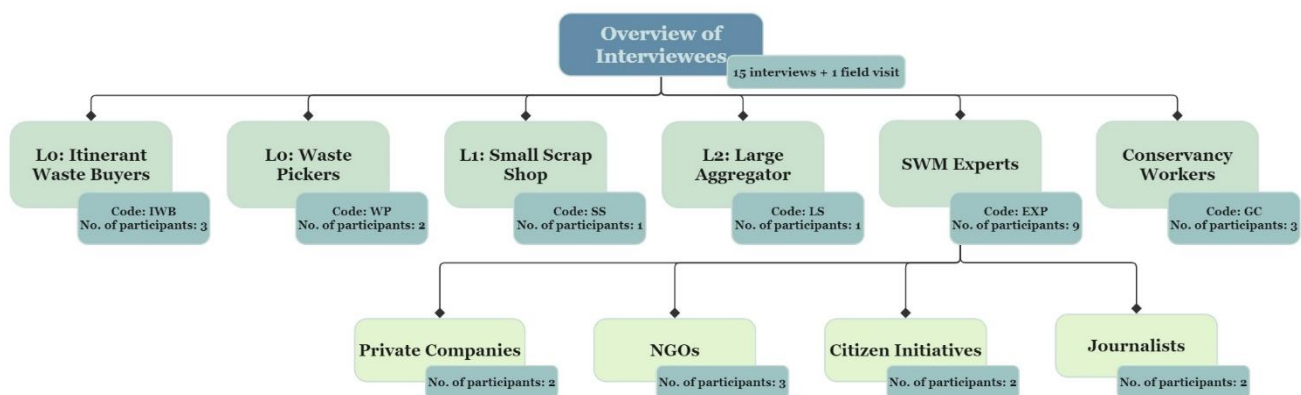 Overview of
Interviewees
15 interviews + 1 field visit
L0: Itinerant
Waste Buyers
Code: IWB
No. of participants: 3
L0: Waste
Pickers
Code: WP
No. of participants: 2
L1: Small Scrap
Shop
Code: SS
No. of participants: 1
L2: Large
Aggregator
Code: LS
No. of participants: 1
SWM Experts
Code: EXP
No. of participants: 9
Conservancy
Workers
Code: GC
No. of participants: 3
Private Companies
No. of participants: 2
NGOs
No. of participants: 3
Citizen Initiatives
No. of participants: 2
Journalists
No. of participants: 2